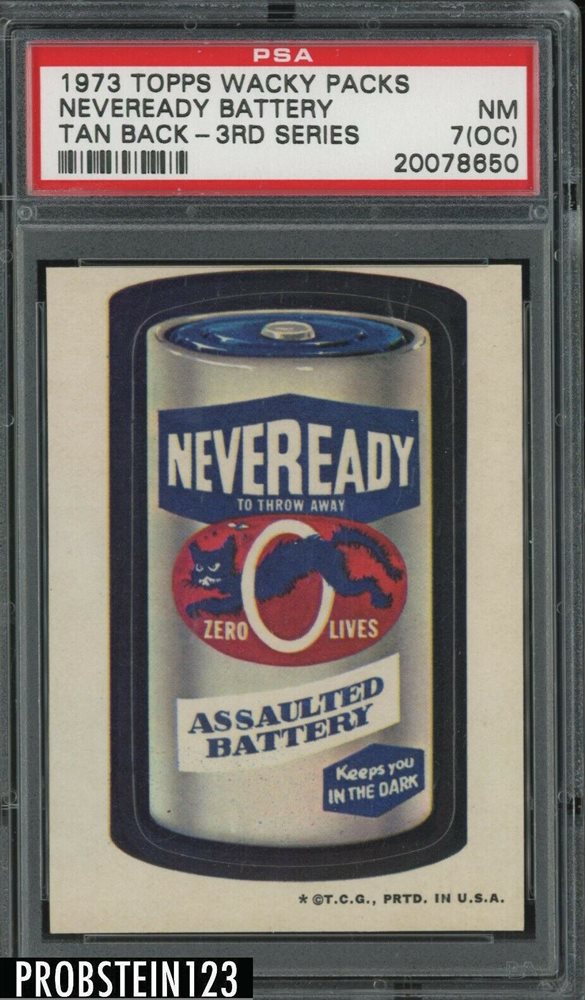 PSA
1973 TOPPS WACKY PACKS
NEVEREADY BATTERY NM
TAN BACK - 3RD SERIES 7(OC)
20078650
NEVEREADY
TO THROW AWAY
ZERO 0 LIVES
ASSAULTED
BATTERY
Keeps you
IN THE DARK
* ©T.C.G., PRTD. IN U.S.A.
PROBSTEIN123